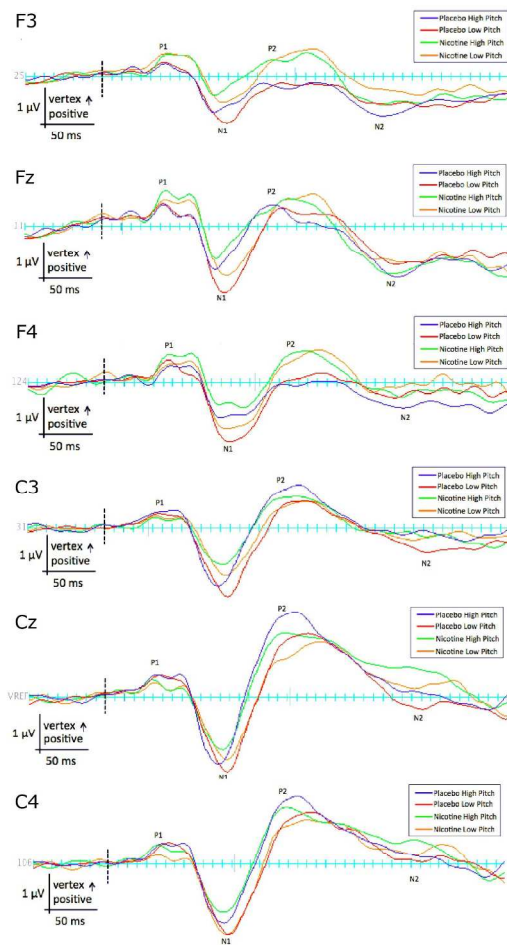 F3
P1
P2
Placebo High Pitch
Placebo Low Pitch
Nicotine High Pitch
Nicotine Low Pitch
25
1 µV
vertex ↑
positive
50 ms
N1
N2
Fz
P1
P2
Placebo High Pitch
Placebo Low Pitch
Nicotine High Pitch
Nicotine Low Pitch
11
1 µV
vertex ↑
positive
50 ms
N1
N2
F4
P1
P2
Placebo High Pitch
Placebo Low Pitch
Nicotine High Pitch
Nicotine Low Pitch
124
1 µV
vertex ↑
positive
50 ms
N1
N2
C3
P1
P2
Placebo High Pitch
Placebo Low Pitch
Nicotine High Pitch
Nicotine Low Pitch
31
1 µV
vertex ↑
positive
50 ms
N1
N2
Cz
P1
P2
Placebo High Pitch
Placebo Low Pitch
Nicotine High Pitch
Nicotine Low Pitch
VREF
1 µV
vertex ↑
positive
50 ms
N1
N2
C4
P1
P2
Placebo High Pitch
Placebo Low Pitch
Nicotine High Pitch
Nicotine Low Pitch
1 µV
vertex ↑
positive
50 ms
N1
N2